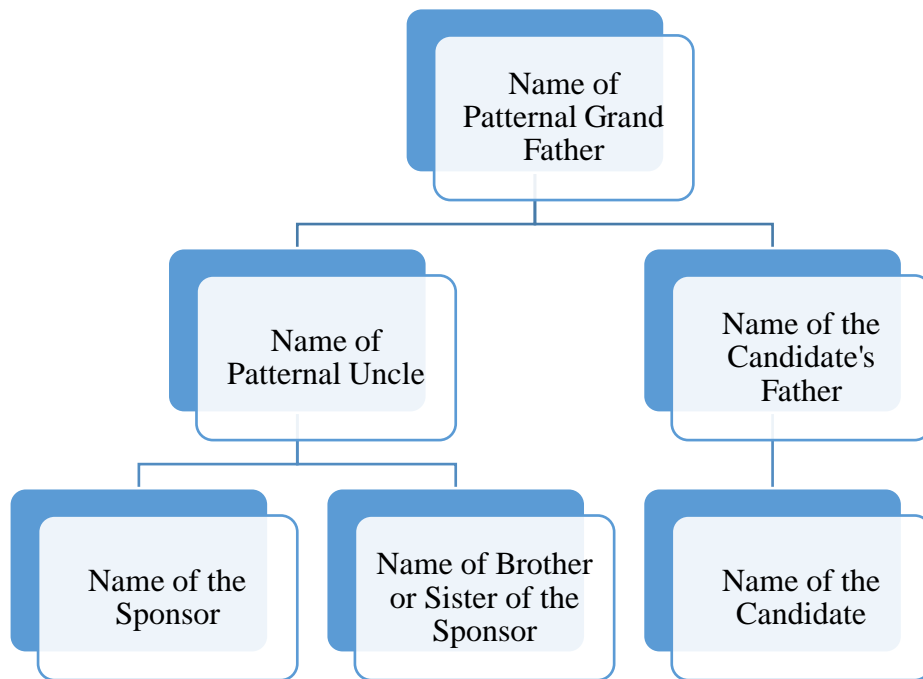 Name of
Patternal Grand
Father
Name of
Patternal Uncle
Name of the
Candidate's
Father
Name of the
Sponsor
Name of Brother
or Sister of the
Sponsor
Name of the
Candidate